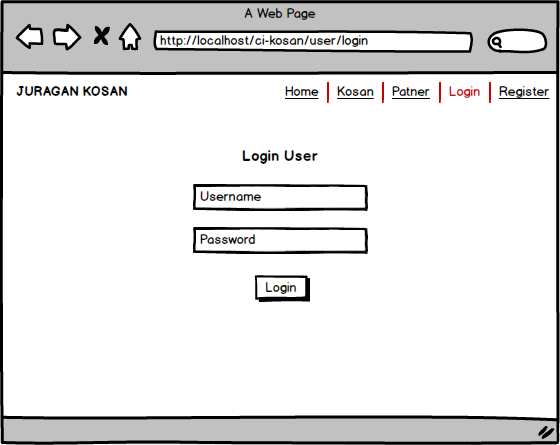 A Web Page
http://localhost/ci-kosan/user/login
JURAGAN KOSAN Home Kosan Patner Login Register
Login User
Username
Password
Login